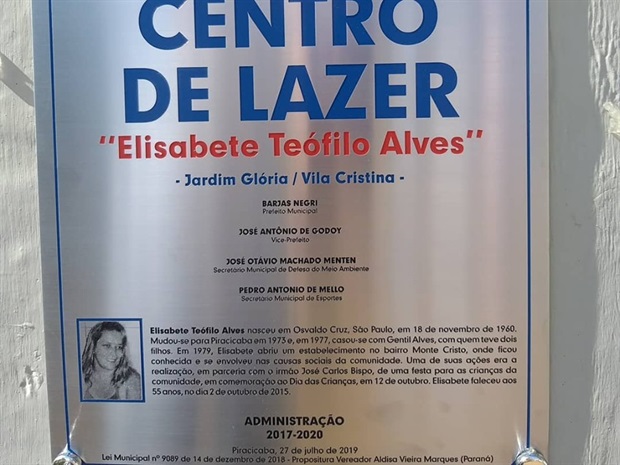 CENTRO
DE LAZER
"Elisabete Teófilo Alves"
- Jardim Glória / Vila Cristina -
BARJAS NEGRI
Prefeito Municipal
JOSÉ ANTÔNIO DE GODOY
Vice-Prefeito
JOSÉ OTÁVIO MACHADO MENTEN
Secretário Municipal de Defesa do Meio Ambiente
PEDRO ANTONIO DE MELLO
Secretário Municipal de Esportes
Elisabete Teófilo Alves nasceu em Osvaldo Cruz, São Paulo, em 18 de novembro de 1960.
Mudou-se para Piracicaba em 1973 e, em 1977, casou-se com Gentil Alves, com quem teve dois
filhos. Em 1979, Elisabete abriu um estabelecimento no bairro Monte Cristo, onde ficou
conhecida e se envolveu nas causas sociais da comunidade. Uma de suas ações era a
realização, em parceria com o irmão José Carlos Bispo, de uma festa para as crianças da
comunidade, em comemoração ao Dia das Crianças, em 12 de outubro. Elisabete faleceu aos
55 anos, no dia 2 de outubro de 2015.
ADMINISTRAÇÃO
2017-2020
Piracicaba, 27 de julho de 2019
Lei Municipal nº 9089 de 14 de dezembro de 2018 - Propositura Vereador Aldisa Vieira Marques (Paraná)